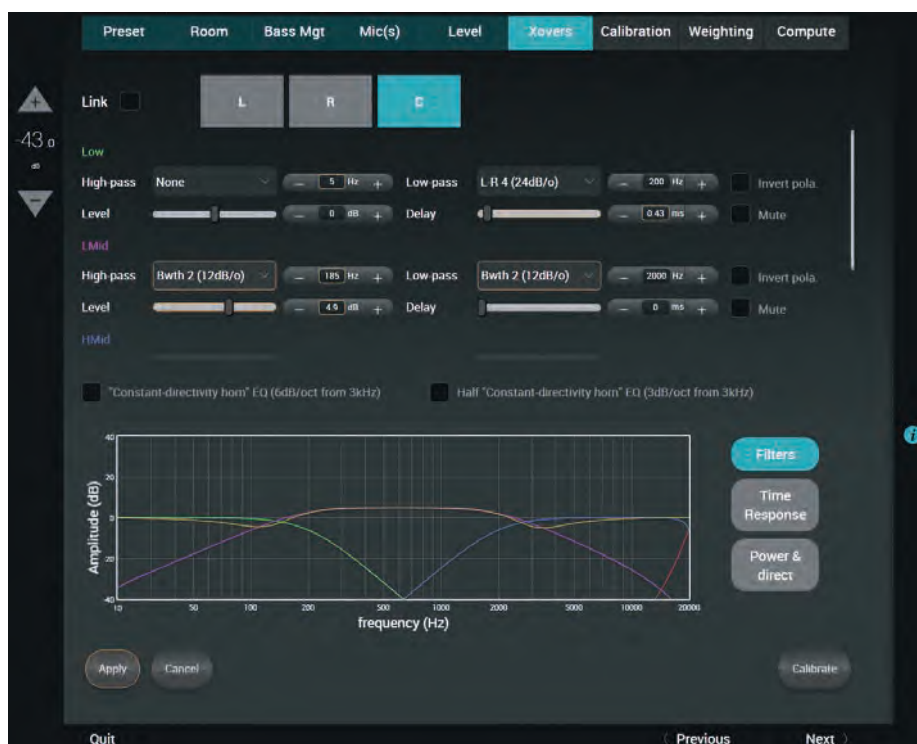 Preset Room Bass Mgt Mic(s) Level Xovers Calibration Weighting Compute
Link L R C
-43.0
dB
Low
High-pass None 5 Hz Low-pass L-R 4 (24dB/o) 200 Hz Invert pola.
Level 0 dB Delay 0.43 ms Mute
LMid
High-pass Bwth 2 (12dB/o) 185 Hz Low-pass Bwth 2 (12dB/o) 2000 Hz Invert pola.
Level 4.9 dB Delay 0 ms Mute
HMid
"Constant-directivity horn" EQ (6dB/oct from 3kHz) Half "Constant-directivity horn" EQ (3dB/oct from 3kHz)
Amplitude (dB)
40
20
0
-20
-40
10 50 100 200 500 1000 2000 5000 10000 20000
frequency (Hz)
Filters
Time
Response
Power &
direct
Apply Cancel Calibrate
Quit Previous Next